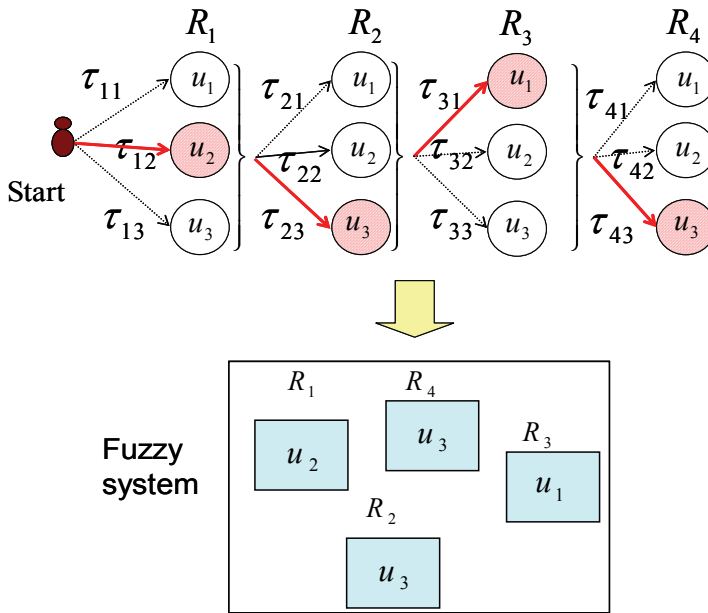 R1 R2 R3 R4
τ11 u1 τ21 u1 τ31 u1 τ41 u1
τ12 u2 τ22 u2 τ32 u2 τ42 u2
Start
τ13 u3 τ23 u3 τ33 u3 τ43 u3
R1 R4
u2 u3 R3
Fuzzy
system
u1
R2
u3